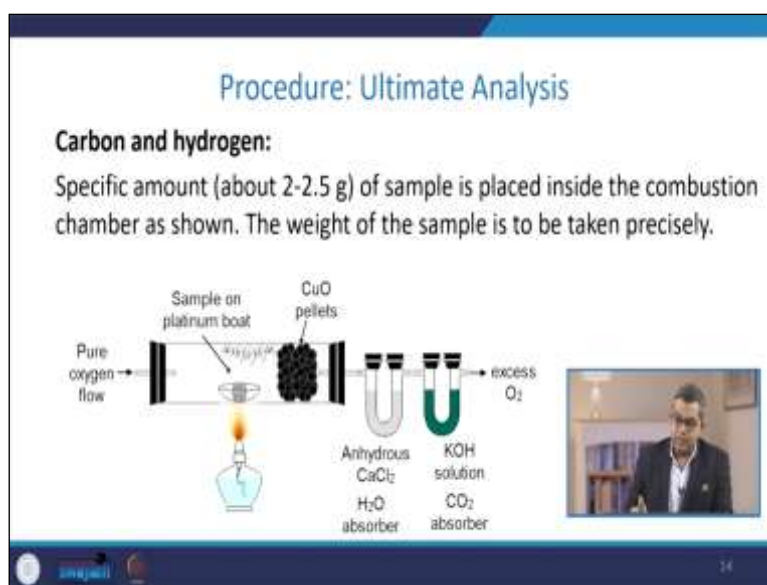 Procedure: Ultimate Analysis
Carbon and hydrogen:
Specific amount (about 2-2.5 g) of sample is placed inside the combustion
chamber as shown. The weight of the sample is to be taken precisely.
Sample on
platinum boat
CuO
pellets
Pure
oxygen
flow
excess
O₂
Anhydrous
CaCl₂
H₂O
absorber
KOH
solution
CO₂
absorber
14